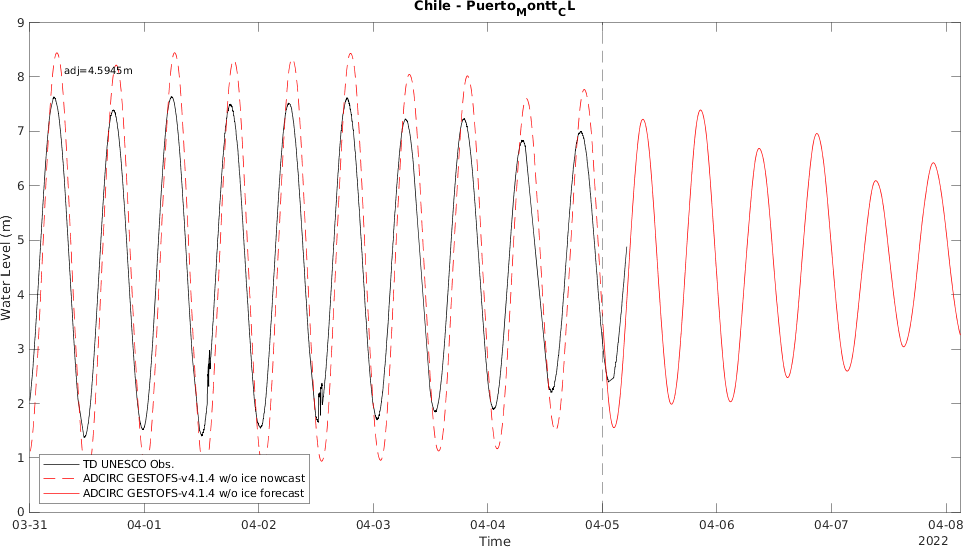 Chile - PuertoMonttCL
9
8
7
6
5
4
3
2
1
0
Water Level (m)
adj=4.5945m
TD UNESCO Obs.
ADCIRC GESTOFS-v4.1.4 w/o ice nowcast
ADCIRC GESTOFS-v4.1.4 w/o ice forecast
03-31 04-01 04-02 04-03 04-04 04-05 04-06 04-07 04-08
Time
2022